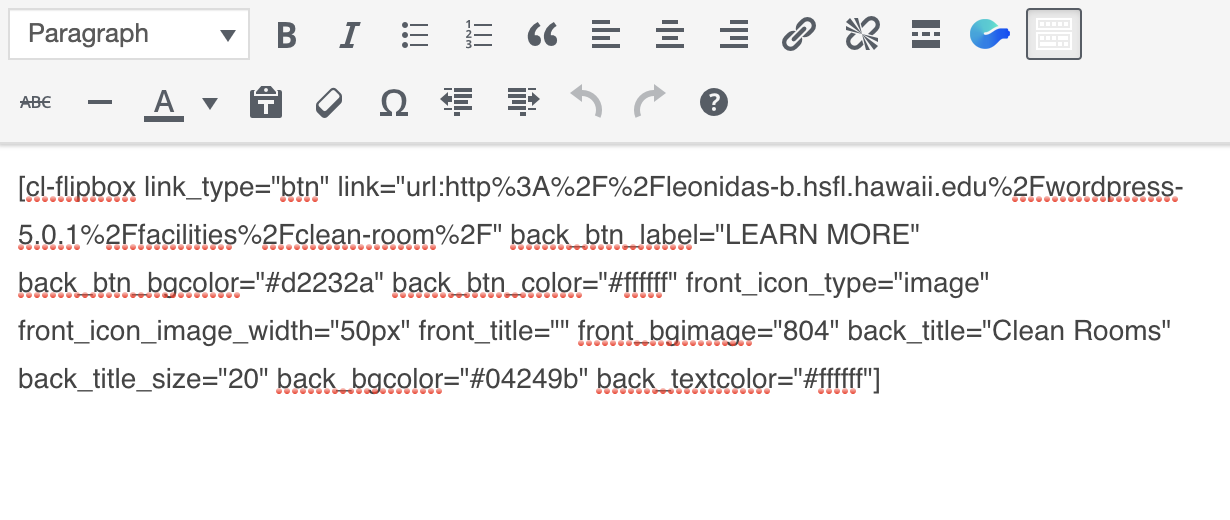 Paragraph
B I
ABC A T Ω ?
[cl-flipbox link_type="btn" link="url:http%3A%2F%2Fleonidas-b.hsfl.hawaii.edu%2Fwordpress-
5.0.1%2Ffacilities%2Fclean-room%2F" back_btn_label="LEARN MORE"
back_btn_bgcolor="#d2232a" back_btn_color="#ffffff" front_icon_type="image"
front_icon_image_width="50px" front_title="" front_bgimage="804" back_title="Clean Rooms"
back_title_size="20" back_bgcolor="#04249b" back_textcolor="#ffffff"]